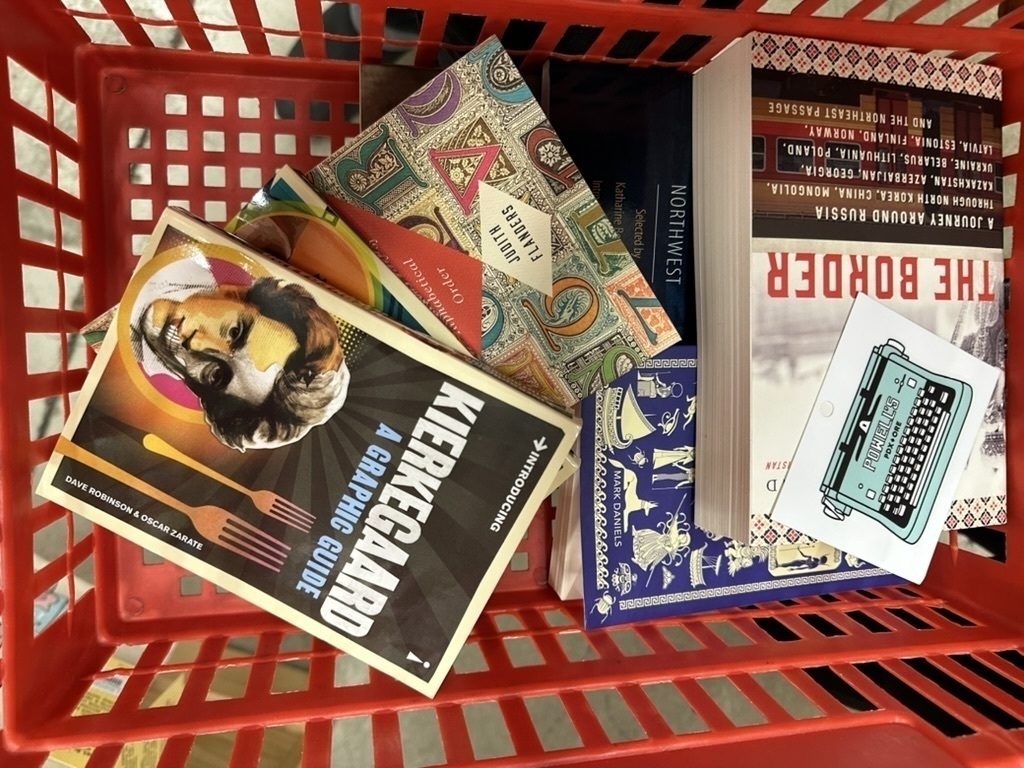 INTRODUCING
KIERKEGAARD
A GRAPHIC GUIDE
DAVE ROBINSON & OSCAR ZARATE
JUDITH
FLANDERS
Order
NORTHWEST
Selected by
MARK DANIELS
THE BORDER
A JOURNEY AROUND RUSSIA
THROUGH NORTH KOREA, CHINA, MONGOLIA,
KAZAKHSTAN, AZERBAIJAN, GEORGIA,
UKRAINE, BELARUS, LITHUANIA, POLAND,
LATVIA, ESTONIA, FINLAND, NORWAY,
AND THE NORTHEAST PASSAGE
POWELL'S
PDX★ORE